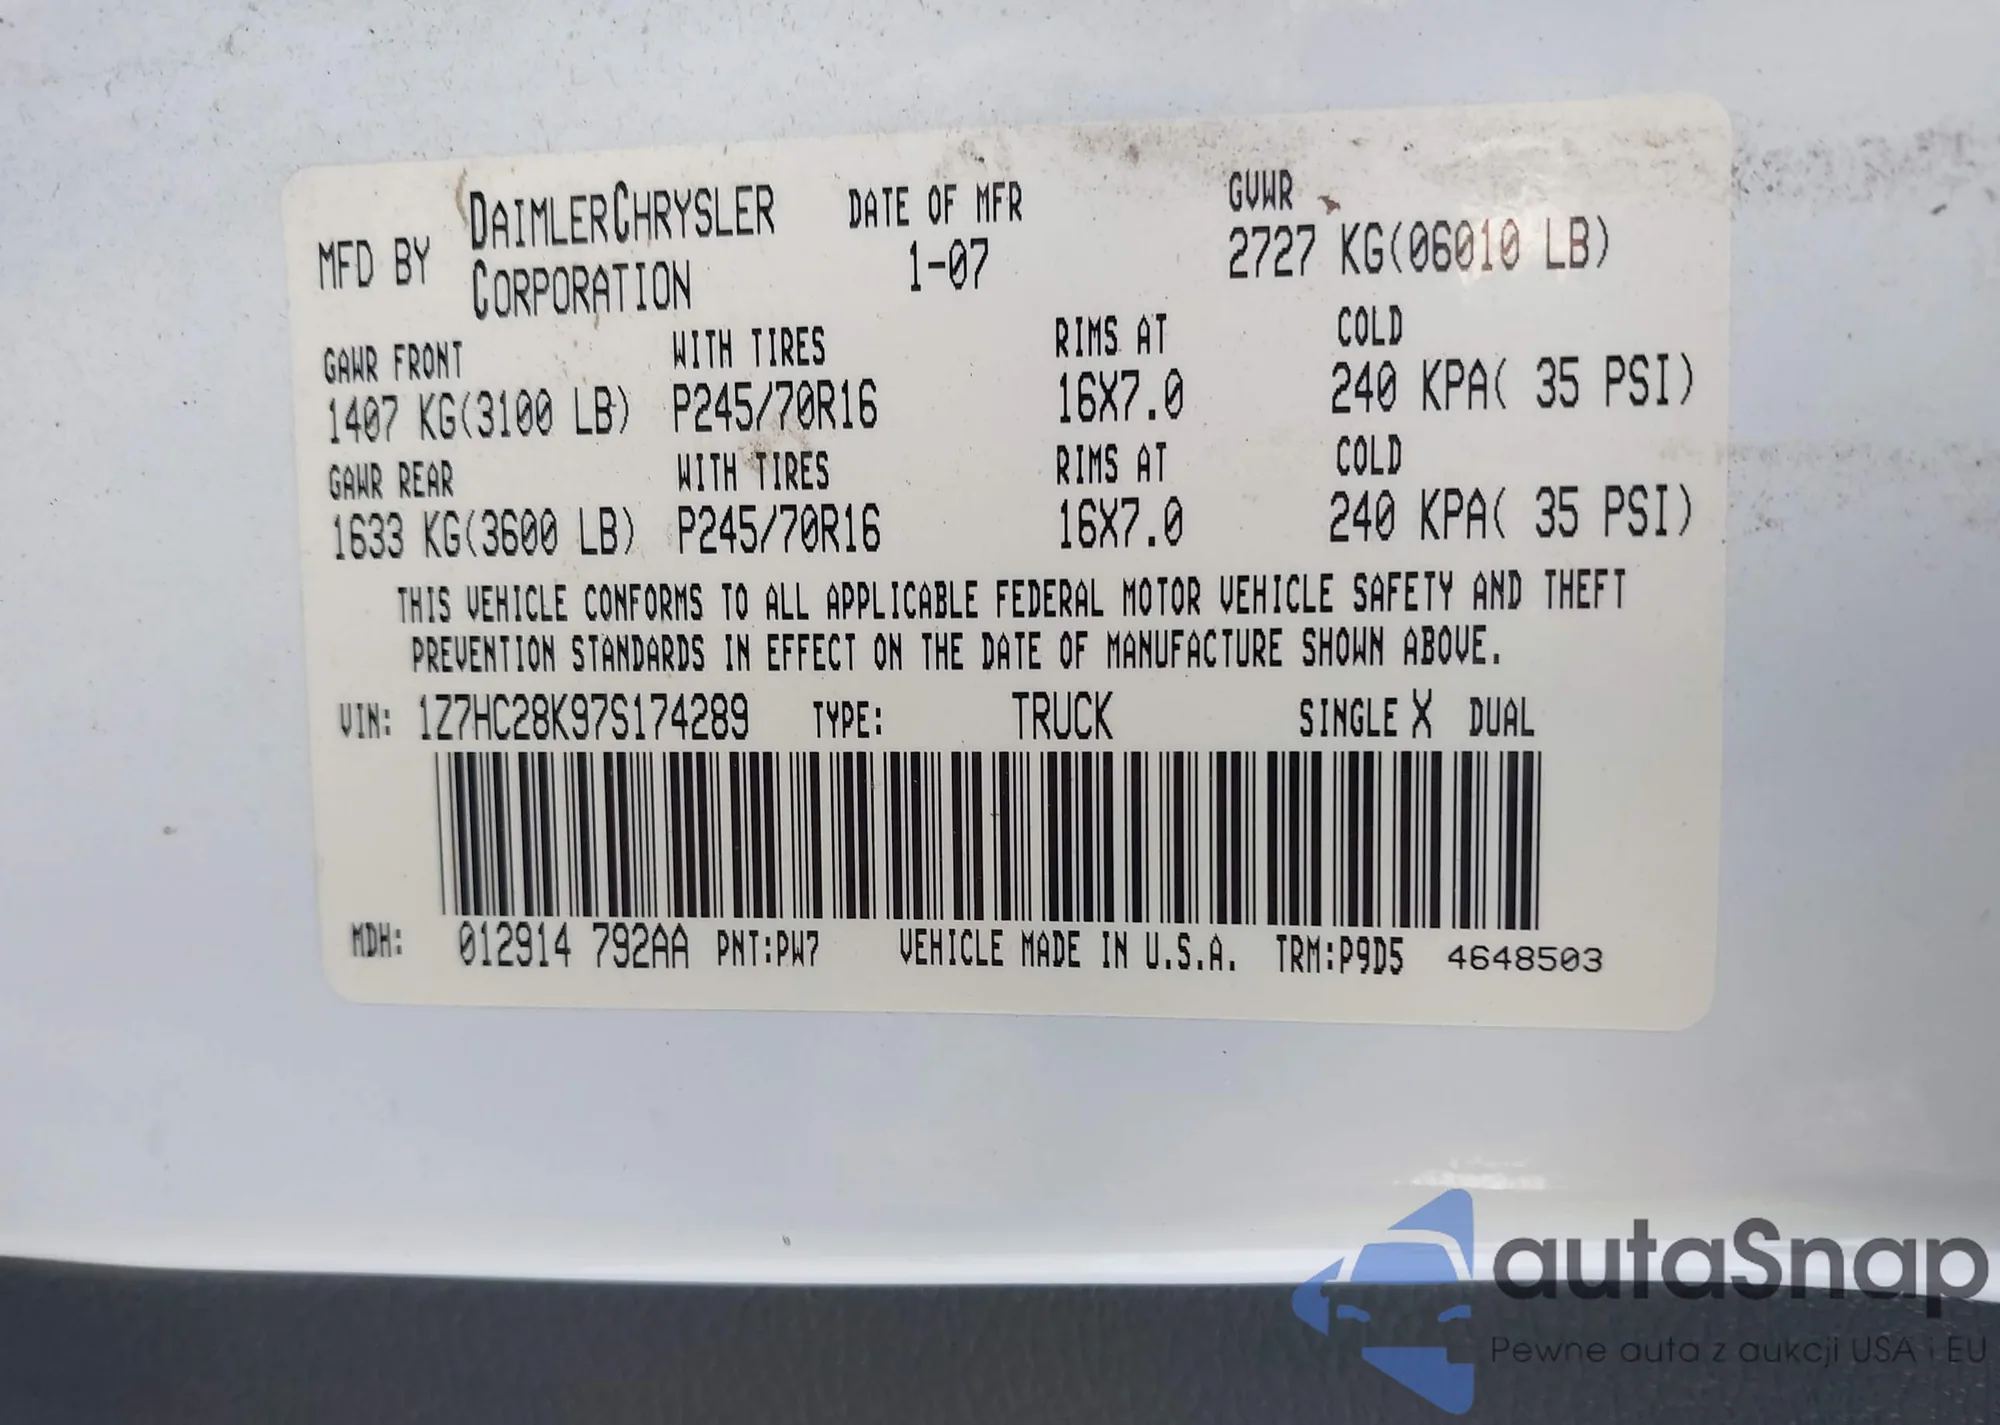 MFD BY DAIMLERCHRYSLER CORPORATION DATE OF MFR 1-07 GVWR 2727 KG(06010 LB)
GAWR FRONT WITH TIRES RIMS AT COLD
1407 KG(3100 LB) P245/70R16 16X7.0 240 KPA( 35 PSI)
GAWR REAR WITH TIRES RIMS AT COLD
1633 KG(3600 LB) P245/70R16 16X7.0 240 KPA( 35 PSI)
THIS VEHICLE CONFORMS TO ALL APPLICABLE FEDERAL MOTOR VEHICLE SAFETY AND THEFT
PREVENTION STANDARDS IN EFFECT ON THE DATE OF MANUFACTURE SHOWN ABOVE.
VIN: 1Z7HC28K97S174289 TYPE: TRUCK SINGLE X DUAL
MDH: 012914 792AA PNT:PW7 VEHICLE MADE IN U.S.A. TRM:P9D5 4648503
autaSnap
Pewne auta z aukcji USA i EU